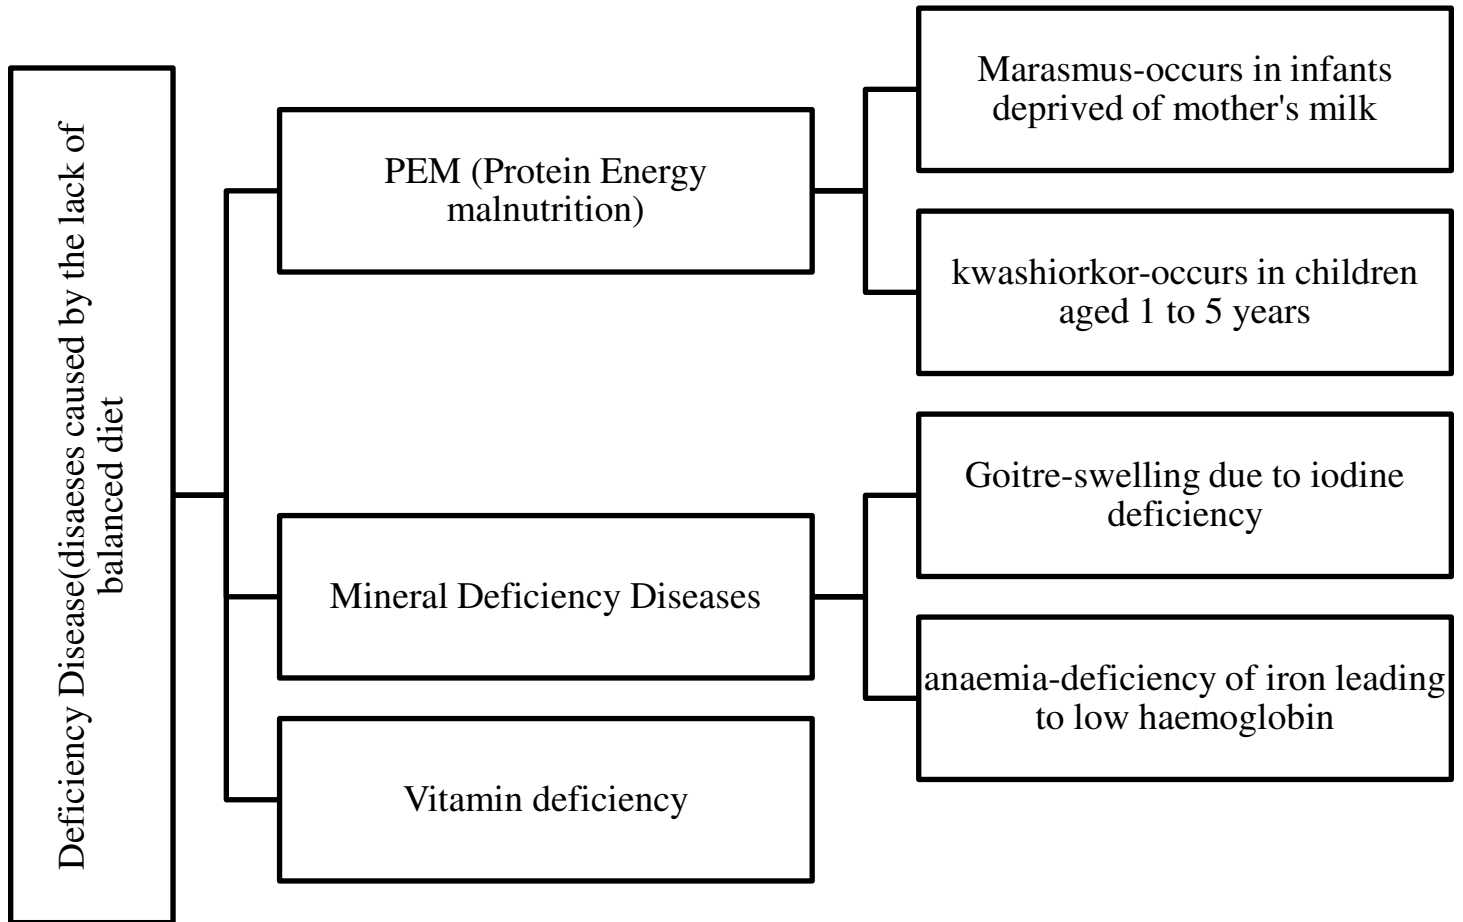 Deficiency Disease(disaeses caused by the lack of
balanced diet
PEM (Protein Energy
malnutrition)
Marasmus-occurs in infants
deprived of mother's milk
kwashiorkor-occurs in children
aged 1 to 5 years
Mineral Deficiency Diseases
Goitre-swelling due to iodine
deficiency
anaemia-deficiency of iron leading
to low haemoglobin
Vitamin deficiency